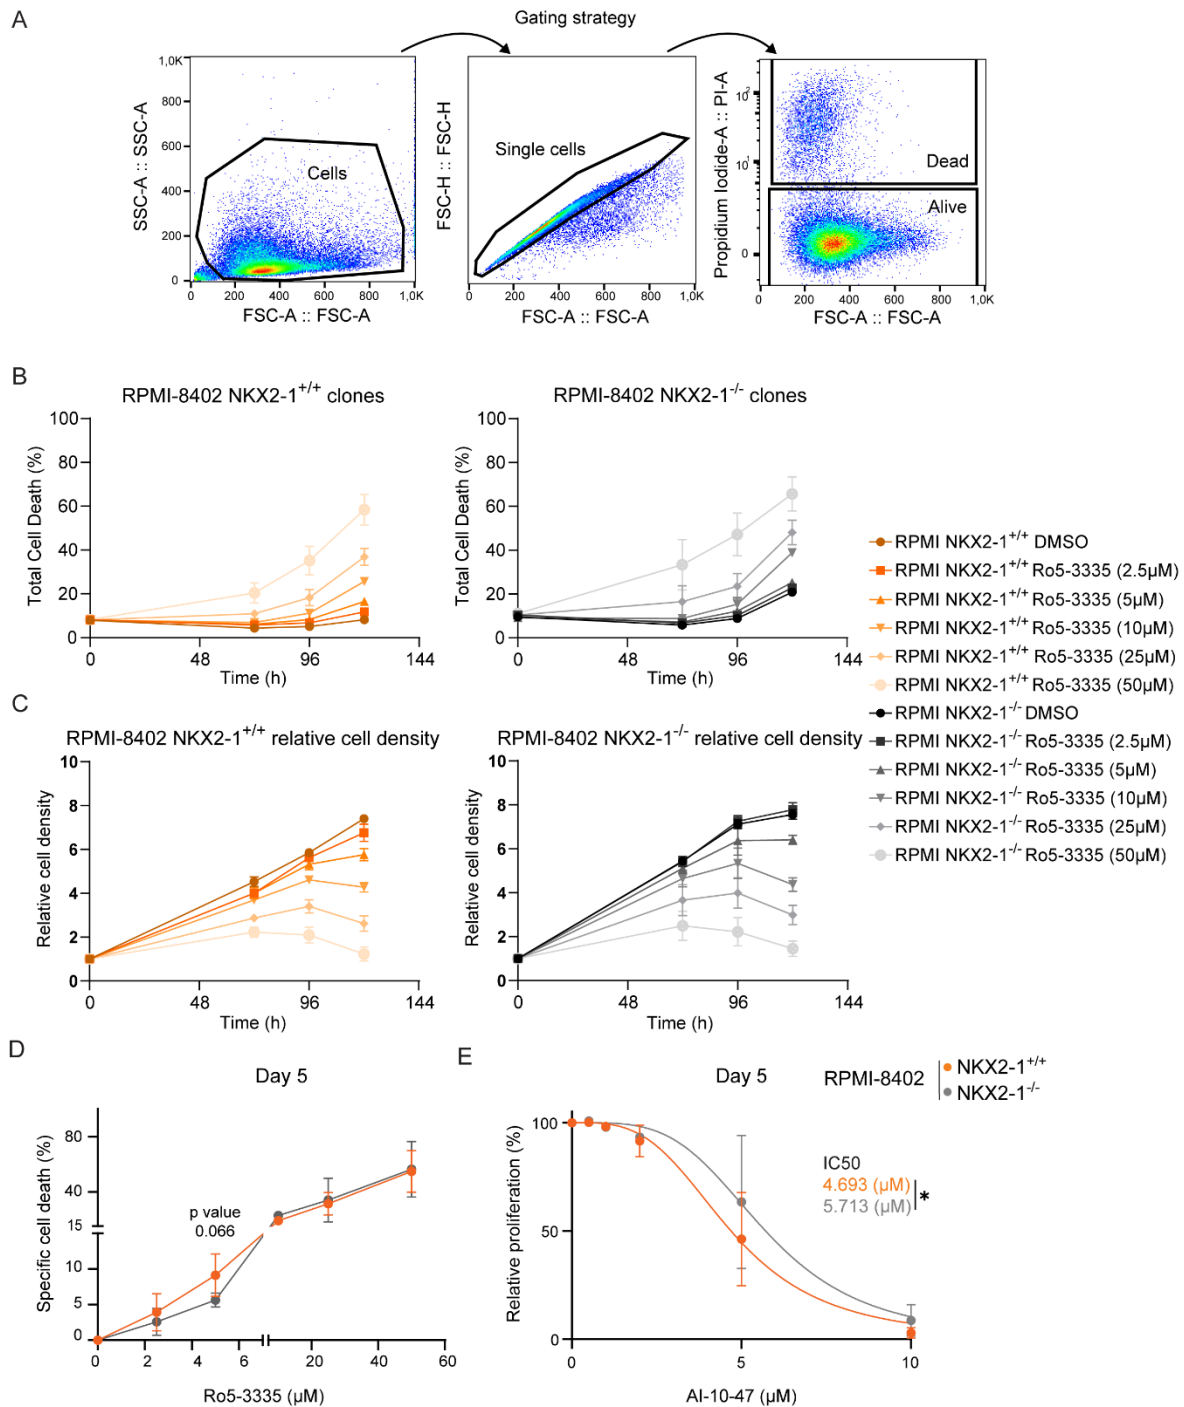 A
Gating strategy
SSC-A :: SSC-A
1,0K
800
600
400
200
0
Cells
200
400
600
800
1,0K
FSC-A :: FSC-A
FSC-H :: FSC-H
Single cells
0
200
400
600
800
1,0K
FSC-A :: FSC-A
Propidium Iodide-A :: PI-A
10²
10¹
0
Dead
Alive
0
200
400
600
800
1,0K
FSC-A :: FSC-A
B
RPMI-8402 NKX2-1+/+ clones
Total Cell Death (%)
100
80
60
40
20
0
0
48
96
144
Time (h)
RPMI-8402 NKX2-1-/- clones
Total Cell Death (%)
100
80
60
40
20
0
0
48
96
144
Time (h)
RPMI NKX2-1+/+ DMSO
RPMI NKX2-1+/+ Ro5-3335 (2.5µM)
RPMI NKX2-1+/+ Ro5-3335 (5µM)
RPMI NKX2-1+/+ Ro5-3335 (10µM)
RPMI NKX2-1+/+ Ro5-3335 (25µM)
RPMI NKX2-1+/+ Ro5-3335 (50µM)
RPMI NKX2-1-/- DMSO
RPMI NKX2-1-/- Ro5-3335 (2.5µM)
RPMI NKX2-1-/- Ro5-3335 (5µM)
RPMI NKX2-1-/- Ro5-3335 (10µM)
RPMI NKX2-1-/- Ro5-3335 (25µM)
RPMI NKX2-1-/- Ro5-3335 (50µM)
C
RPMI-8402 NKX2-1+/+ relative cell density
Relative cell density
10
8
6
4
2
0
0
48
96
144
Time (h)
RPMI-8402 NKX2-1-/- relative cell density
Relative cell density
10
8
6
4
2
0
0
48
96
144
Time (h)
D
Day 5
Specific cell death (%)
80
40
15
10
5
0
p value
0.066
0
2
4
6
20
40
60
Ro5-3335 (µM)
E
Day 5
RPMI-8402
NKX2-1+/+
NKX2-1-/-
Relative proliferation (%)
100
50
0
IC50
4.693 (µM)
5.713 (µM)
*
0
5
10
AI-10-47 (µM)